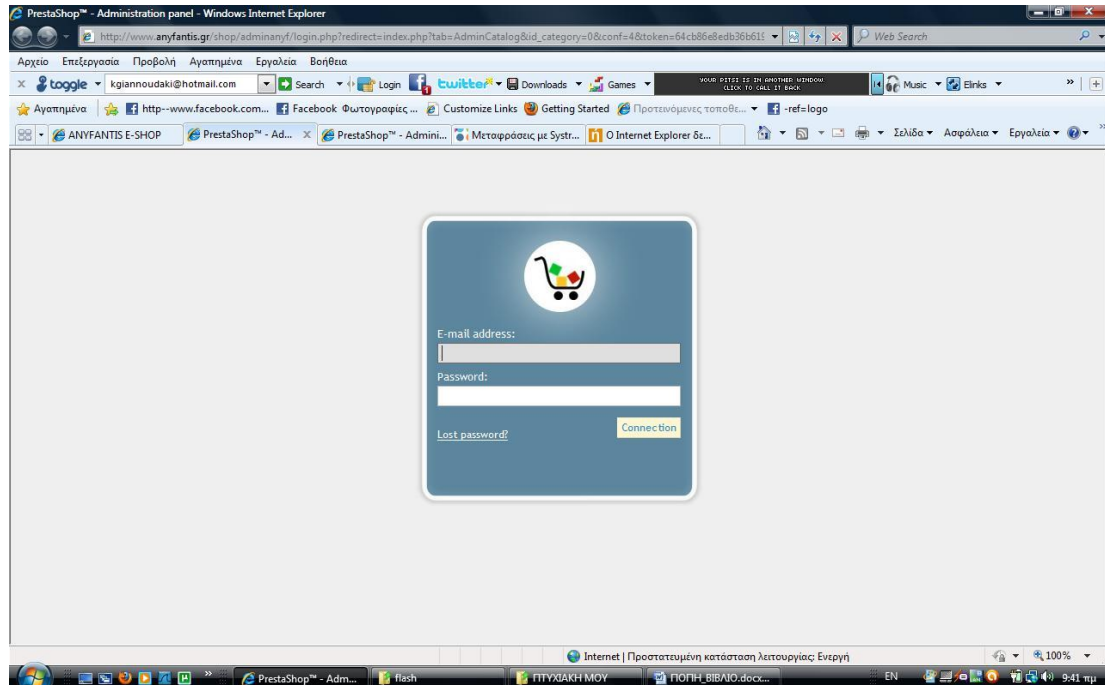 PrestaShop™ - Administration panel - Windows Internet Explorer
http://www.anyfantis.gr/shop/adminanyf/login.php?redirect=index.php?tab=AdminCatalog&id_category=0&conf=4&token=64cb86e8edb36b619 Web Search
Αρχείο Επεξεργασία Προβολή Αγαπημένα Εργαλεία Βοήθεια
x toggle kgiannoudaki@hotmail.com Search Login twitter Downloads Games YOUR PITSI IS IN ANOTHER WINDOW Music Elinks »
CLICK TO CALL IT BACK
Αγαπημένα http--www.facebook.com... Facebook Φωτογραφίες ... Customize Links Getting Started Προτεινόμενες τοποθε... -ref=logo
ANYFANTIS E-SHOP PrestaShop™ - Ad... x PrestaShop™ - Admini... Μεταφράσεις με Systr... Ο Internet Explorer δε... Σελίδα Ασφάλεια Εργαλεία »
E-mail address:
Password:
Lost password? Connection
Internet | Προστατευμένη κατάσταση λειτουργίας: Ενεργή 100%
» PrestaShop™ - Adm... flash ΠΤΥΧΙΑΚΗ ΜΟΥ ΠΟΠΗ_ΒΙΒΛΙΟ.docx... EN 9:41 πμ